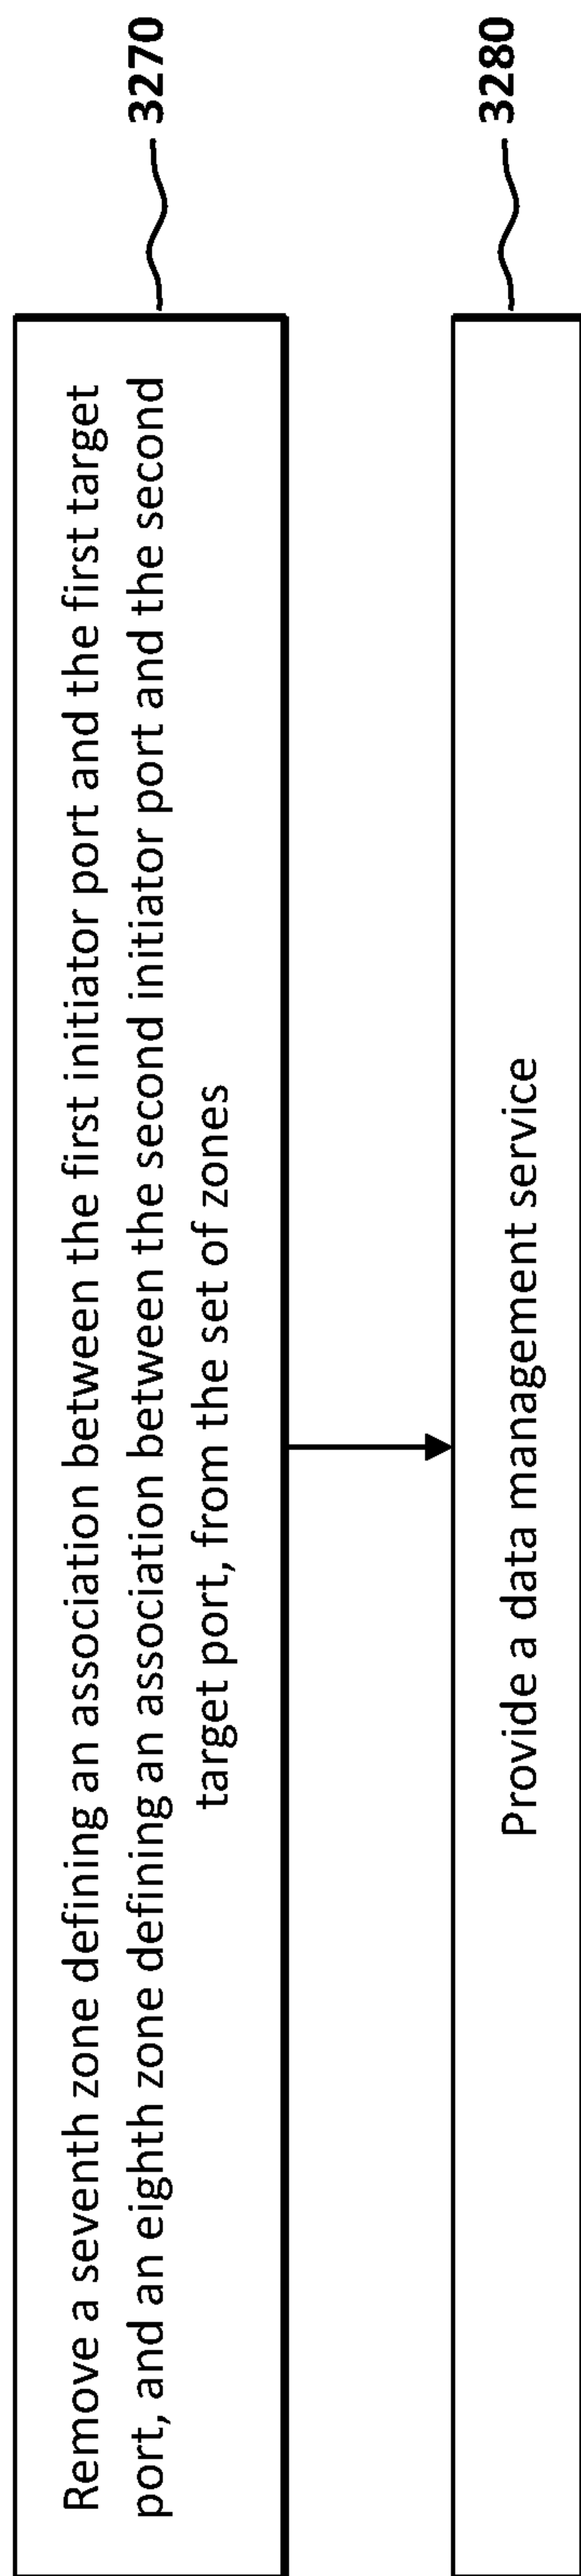 Remove a seventh zone defining an association between the first initiator port and the first target
port, and an eighth zone defining an association between the second initiator port and the second
target port, from the set of zones
3270
Provide a data management service
3280